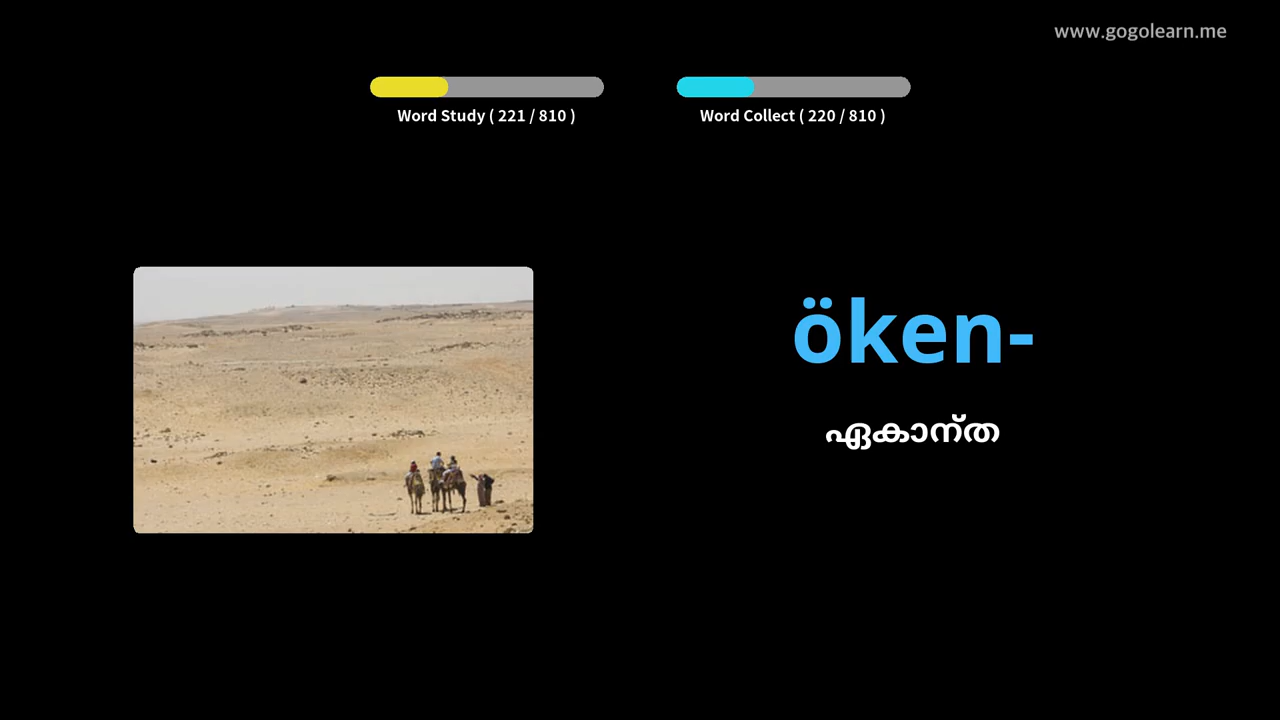 www.gogolearn.me
Word Study ( 221 / 810 )
Word Collect ( 220 / 810 )
öken-
ഏകാന്ത